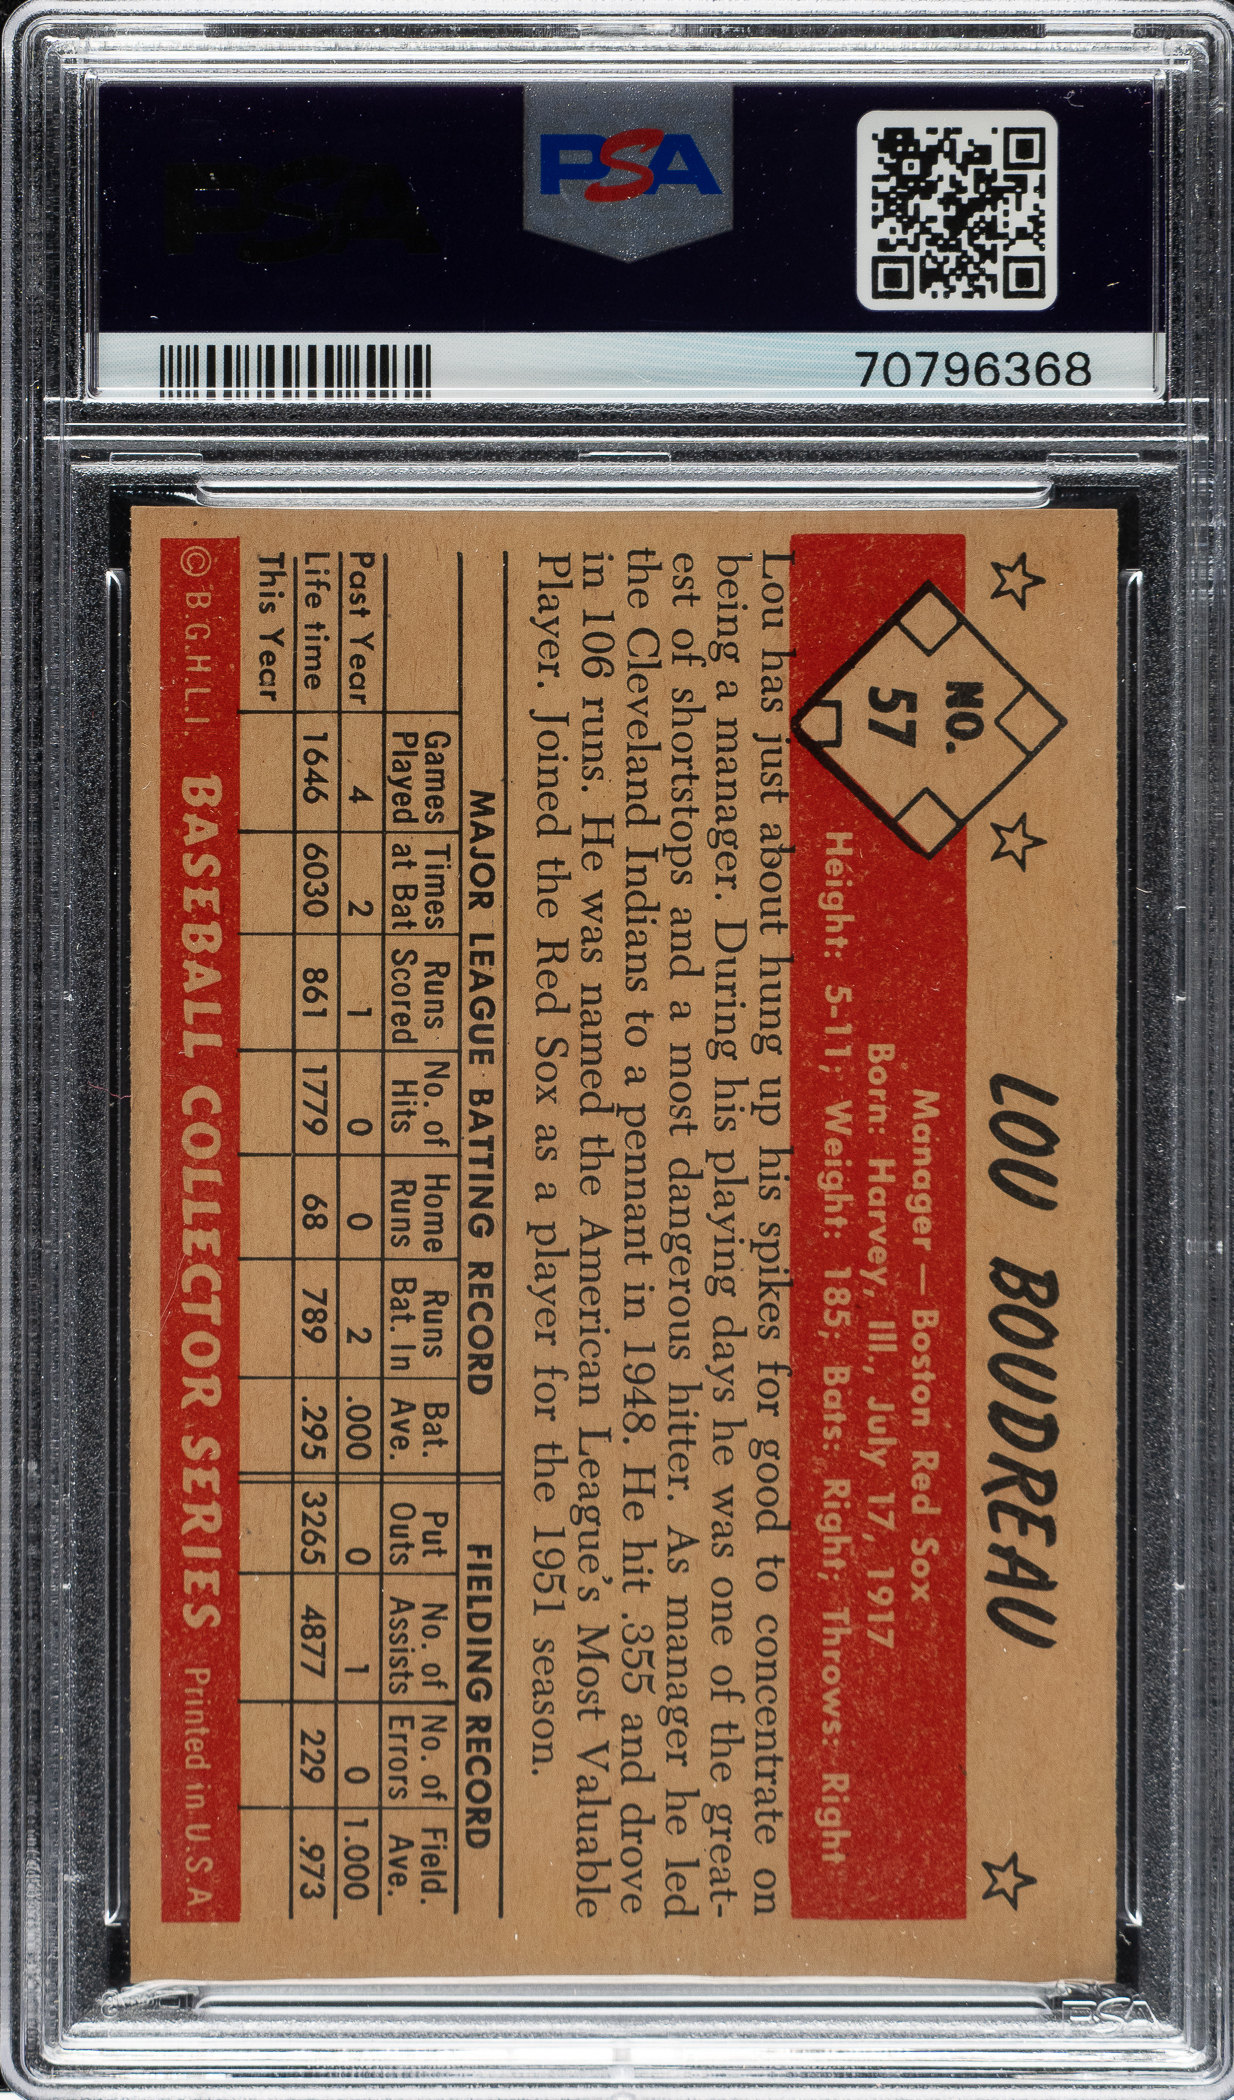 PSA
PSA
70796368
NO.
57
LOU BOUDREAU
Manager — Boston Red Sox
Born: Harvey, Ill., July 17, 1917
Height: 5-11; Weight: 185; Bats: Right; Throws: Right
Lou has just about hung up his spikes for good to concentrate on
being a manager. During his playing days he was one of the great-
est of shortstops and a most dangerous hitter. As manager he led
the Cleveland Indians to a pennant in 1948. He hit .355 and drove
in 106 runs. He was named the American League's Most Valuable
Player. Joined the Red Sox as a player for the 1951 season.
MAJOR LEAGUE BATTING RECORD FIELDING RECORD
Games Times Runs No. of Home Runs Bat. Put No. of No. of Field.
Played at Bat Scored Hits Runs Bat. In Ave. Outs Assists Errors Ave.
Past Year 4 2 1 0 0 2 .000 0 1 0 1.000
Life time 1646 6030 861 1779 68 789 .295 3265 4877 229 .973
This Year
© B.G.H.L.I. BASEBALL COLLECTOR SERIES Printed in U.S.A
PSA